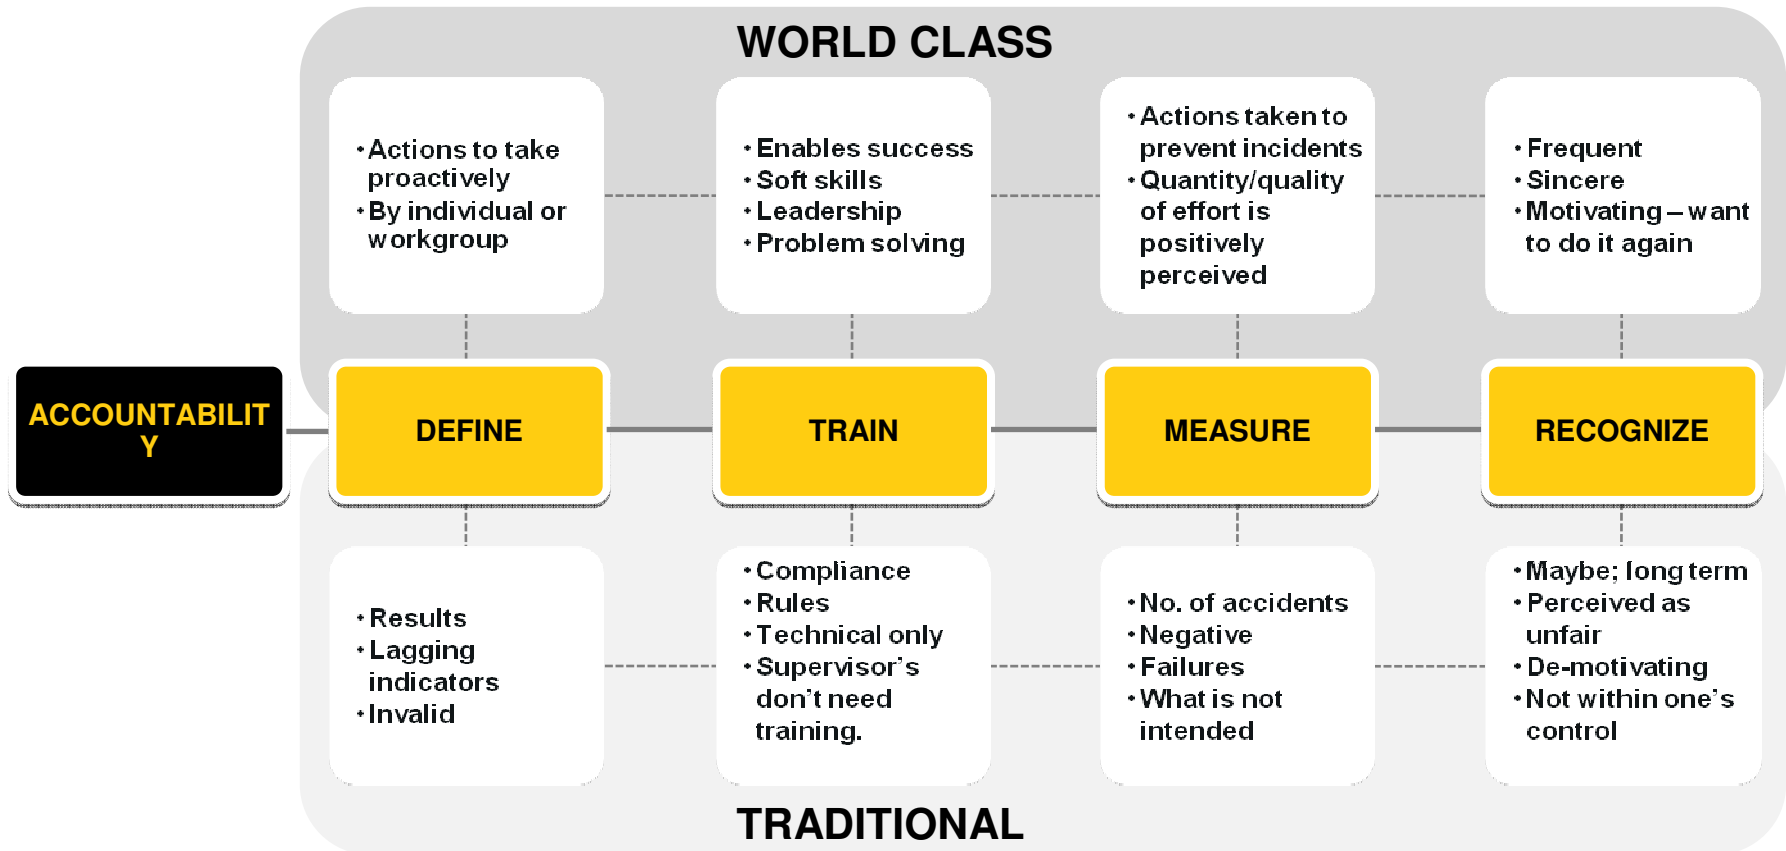 WORLD CLASS
• Actions to take
proactively
• By individual or
workgroup
• Enables success
• Soft skills
• Leadership
• Problem solving
• Actions taken to
prevent incidents
• Quantity/quality
of effort is
positively
perceived
• Frequent
• Sincere
• Motivating – want
to do it again
ACCOUNTABILIT
Y
DEFINE
TRAIN
MEASURE
RECOGNIZE
• Results
• Lagging
indicators
• Invalid
• Compliance
• Rules
• Technical only
• Supervisor’s
don’t need
training.
• No. of accidents
• Negative
• Failures
• What is not
intended
• Maybe; long term
• Perceived as
unfair
• De-motivating
• Not within one’s
control
TRADITIONAL